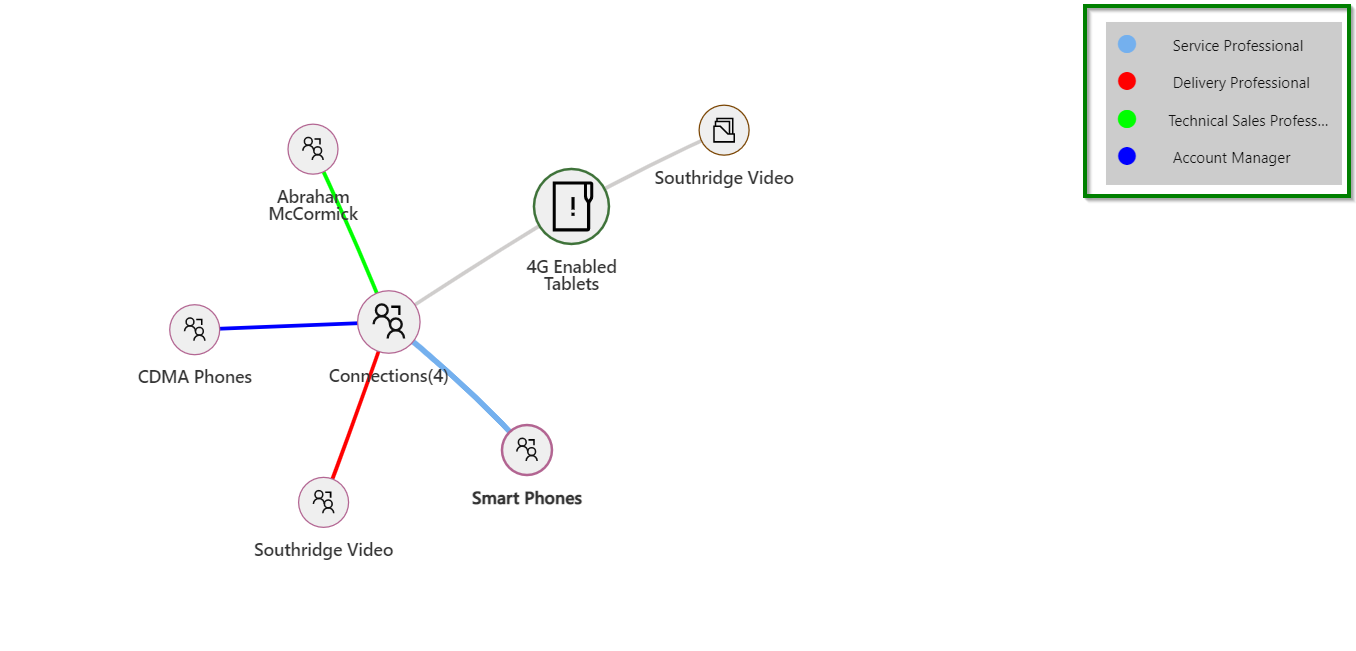 Service Professional
Delivery Professional
Technical Sales Profess...
Account Manager
Southridge Video
Abraham
McCormick
4G Enabled
Tablets
CDMA Phones
Connections(4)
Smart Phones
Southridge Video